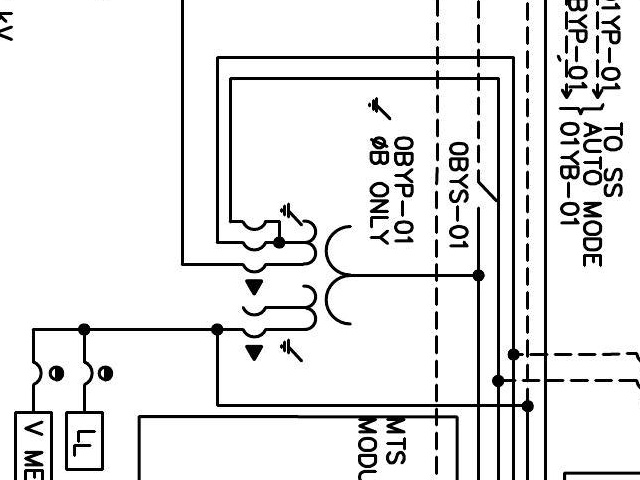 kV
01YP-01
BYP-01
TO SS
AUTO MODE
01YB-01
0BYS-01
0BYP-01
ØB ONLY
MTS
MODU
V ME
LL